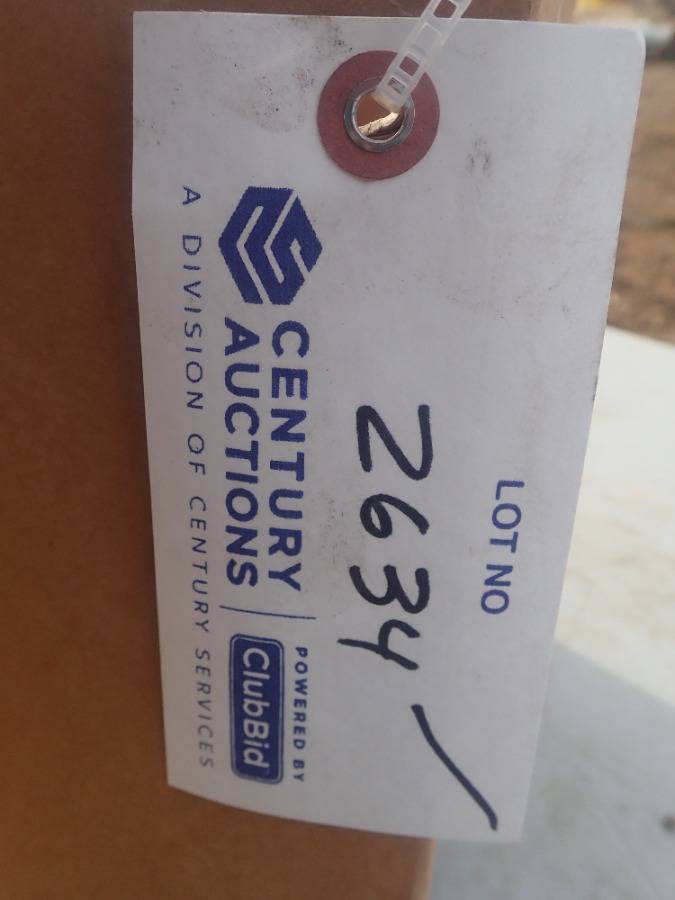 LOT NO
2634
CENTURY
AUCTIONS
POWERED BY
ClubBid
A DIVISION OF CENTURY SERVICES